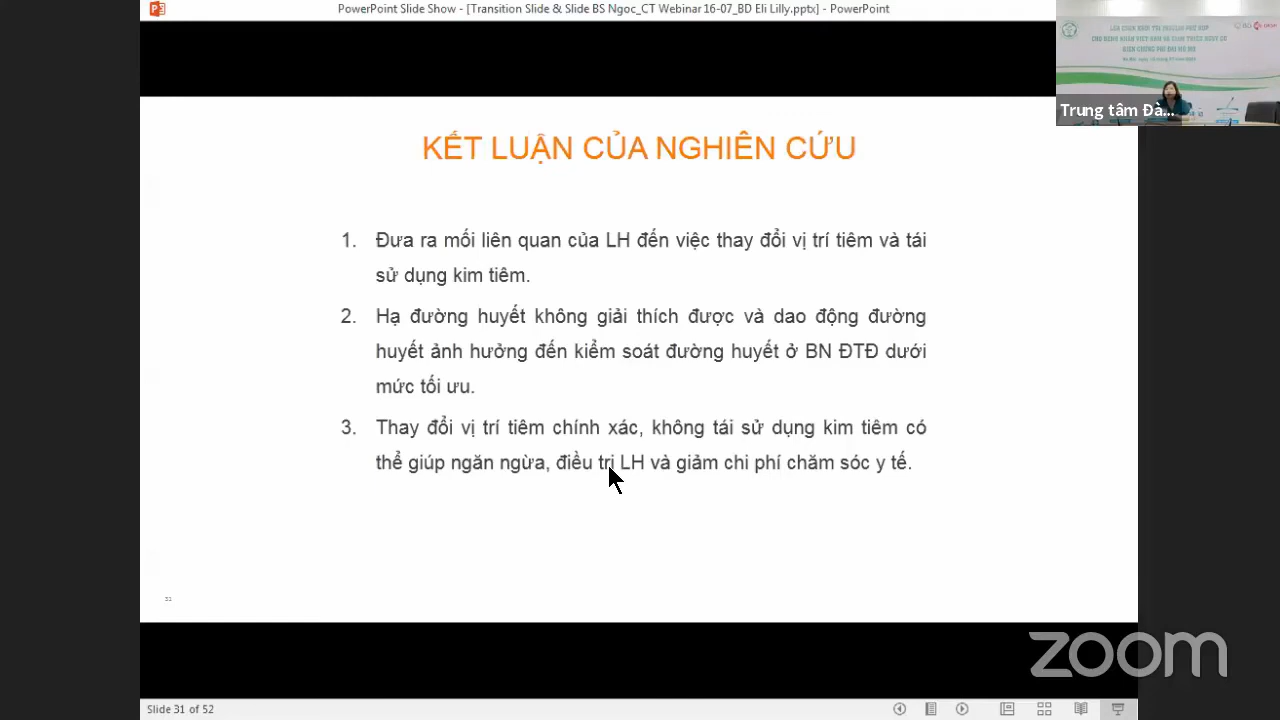 PowerPoint Slide Show - [Transition Slide & Slide BS Ngoc_CT Webinar 16-07_BD Eli Lilly.pptx] - PowerPoint
Trung tâm Đà...
KẾT LUẬN CỦA NGHIÊN CỨU
1. Đưa ra mối liên quan của LH đến việc thay đổi vị trí tiêm và tái
sử dụng kim tiêm.
2. Hạ đường huyết không giải thích được và dao động đường
huyết ảnh hưởng đến kiểm soát đường huyết ở BN ĐTĐ dưới
mức tối ưu.
3. Thay đổi vị trí tiêm chính xác, không tái sử dụng kim tiêm có
thể giúp ngăn ngừa, điều trị LH và giảm chi phí chăm sóc y tế.
zoom
Slide 31 of 52